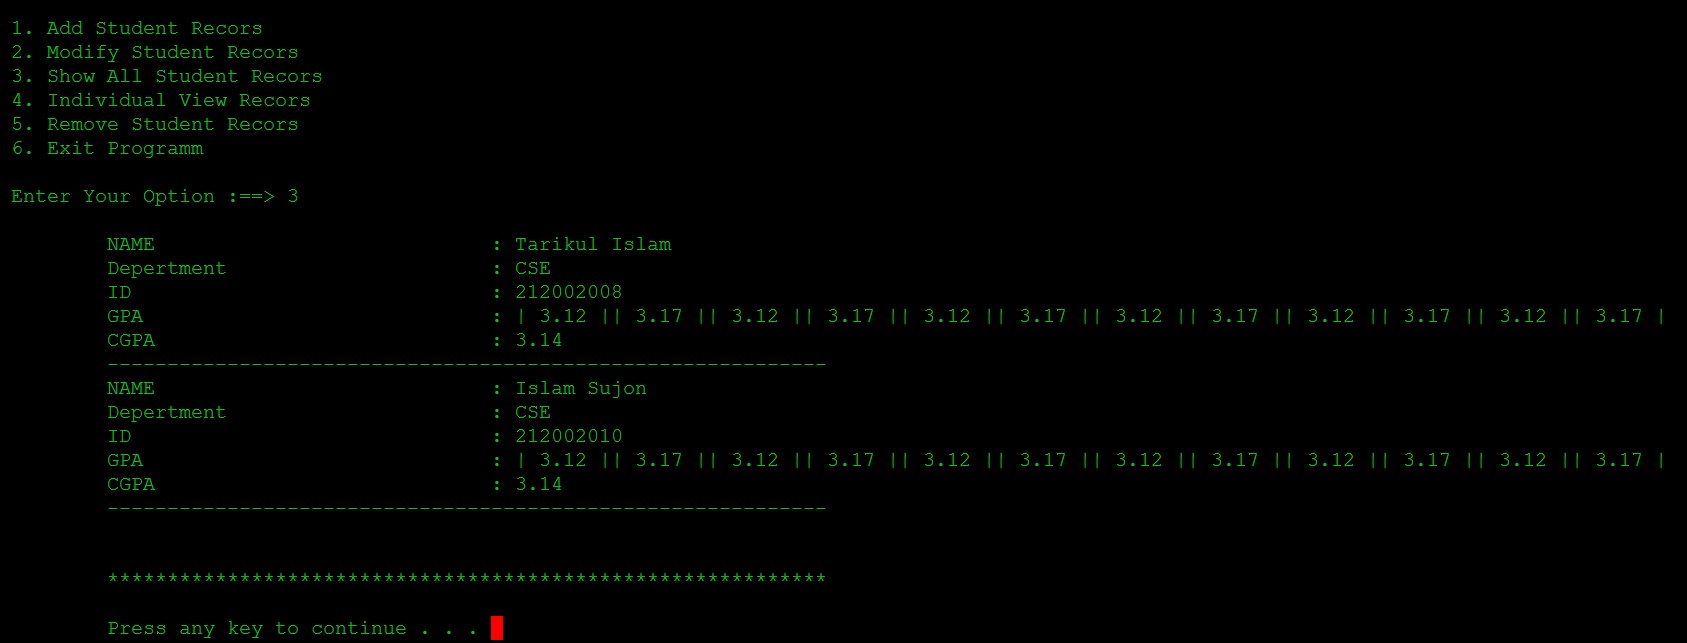 1. Add Student Recors
2. Modify Student Recors
3. Show All Student Recors
4. Individual View Recors
5. Remove Student Recors
6. Exit Programm
Enter Your Option :==> 3
NAME : Tarikul Islam
Depertment : CSE
ID : 212002008
GPA : | 3.12 || 3.17 || 3.12 || 3.17 || 3.12 || 3.17 || 3.12 || 3.17 || 3.12 || 3.17 || 3.12 || 3.17 |
CGPA : 3.14
------------------------------------------------------------
NAME : Islam Sujon
Depertment : CSE
ID : 212002010
GPA : | 3.12 || 3.17 || 3.12 || 3.17 || 3.12 || 3.17 || 3.12 || 3.17 || 3.12 || 3.17 || 3.12 || 3.17 |
CGPA : 3.14
------------------------------------------------------------
************************************************************
Press any key to continue . . .